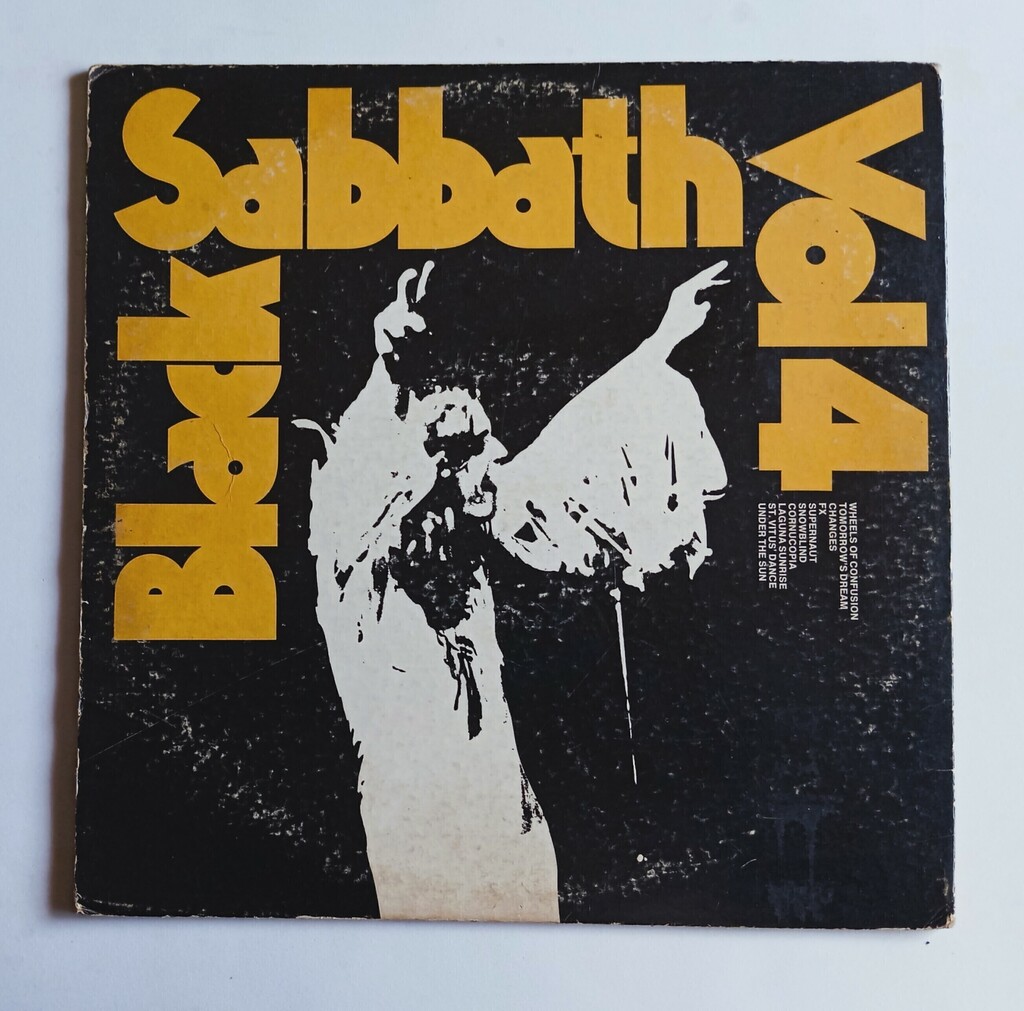 Black
Sabbath
Vol 4
WHEELS OF CONFUSION
TOMORROW'S DREAM
CHANGES
FX
SUPERNAUT
SNOWBLIND
CORNUCOPIA
LAGUNA SUNRISE
ST. VITUS' DANCE
UNDER THE SUN